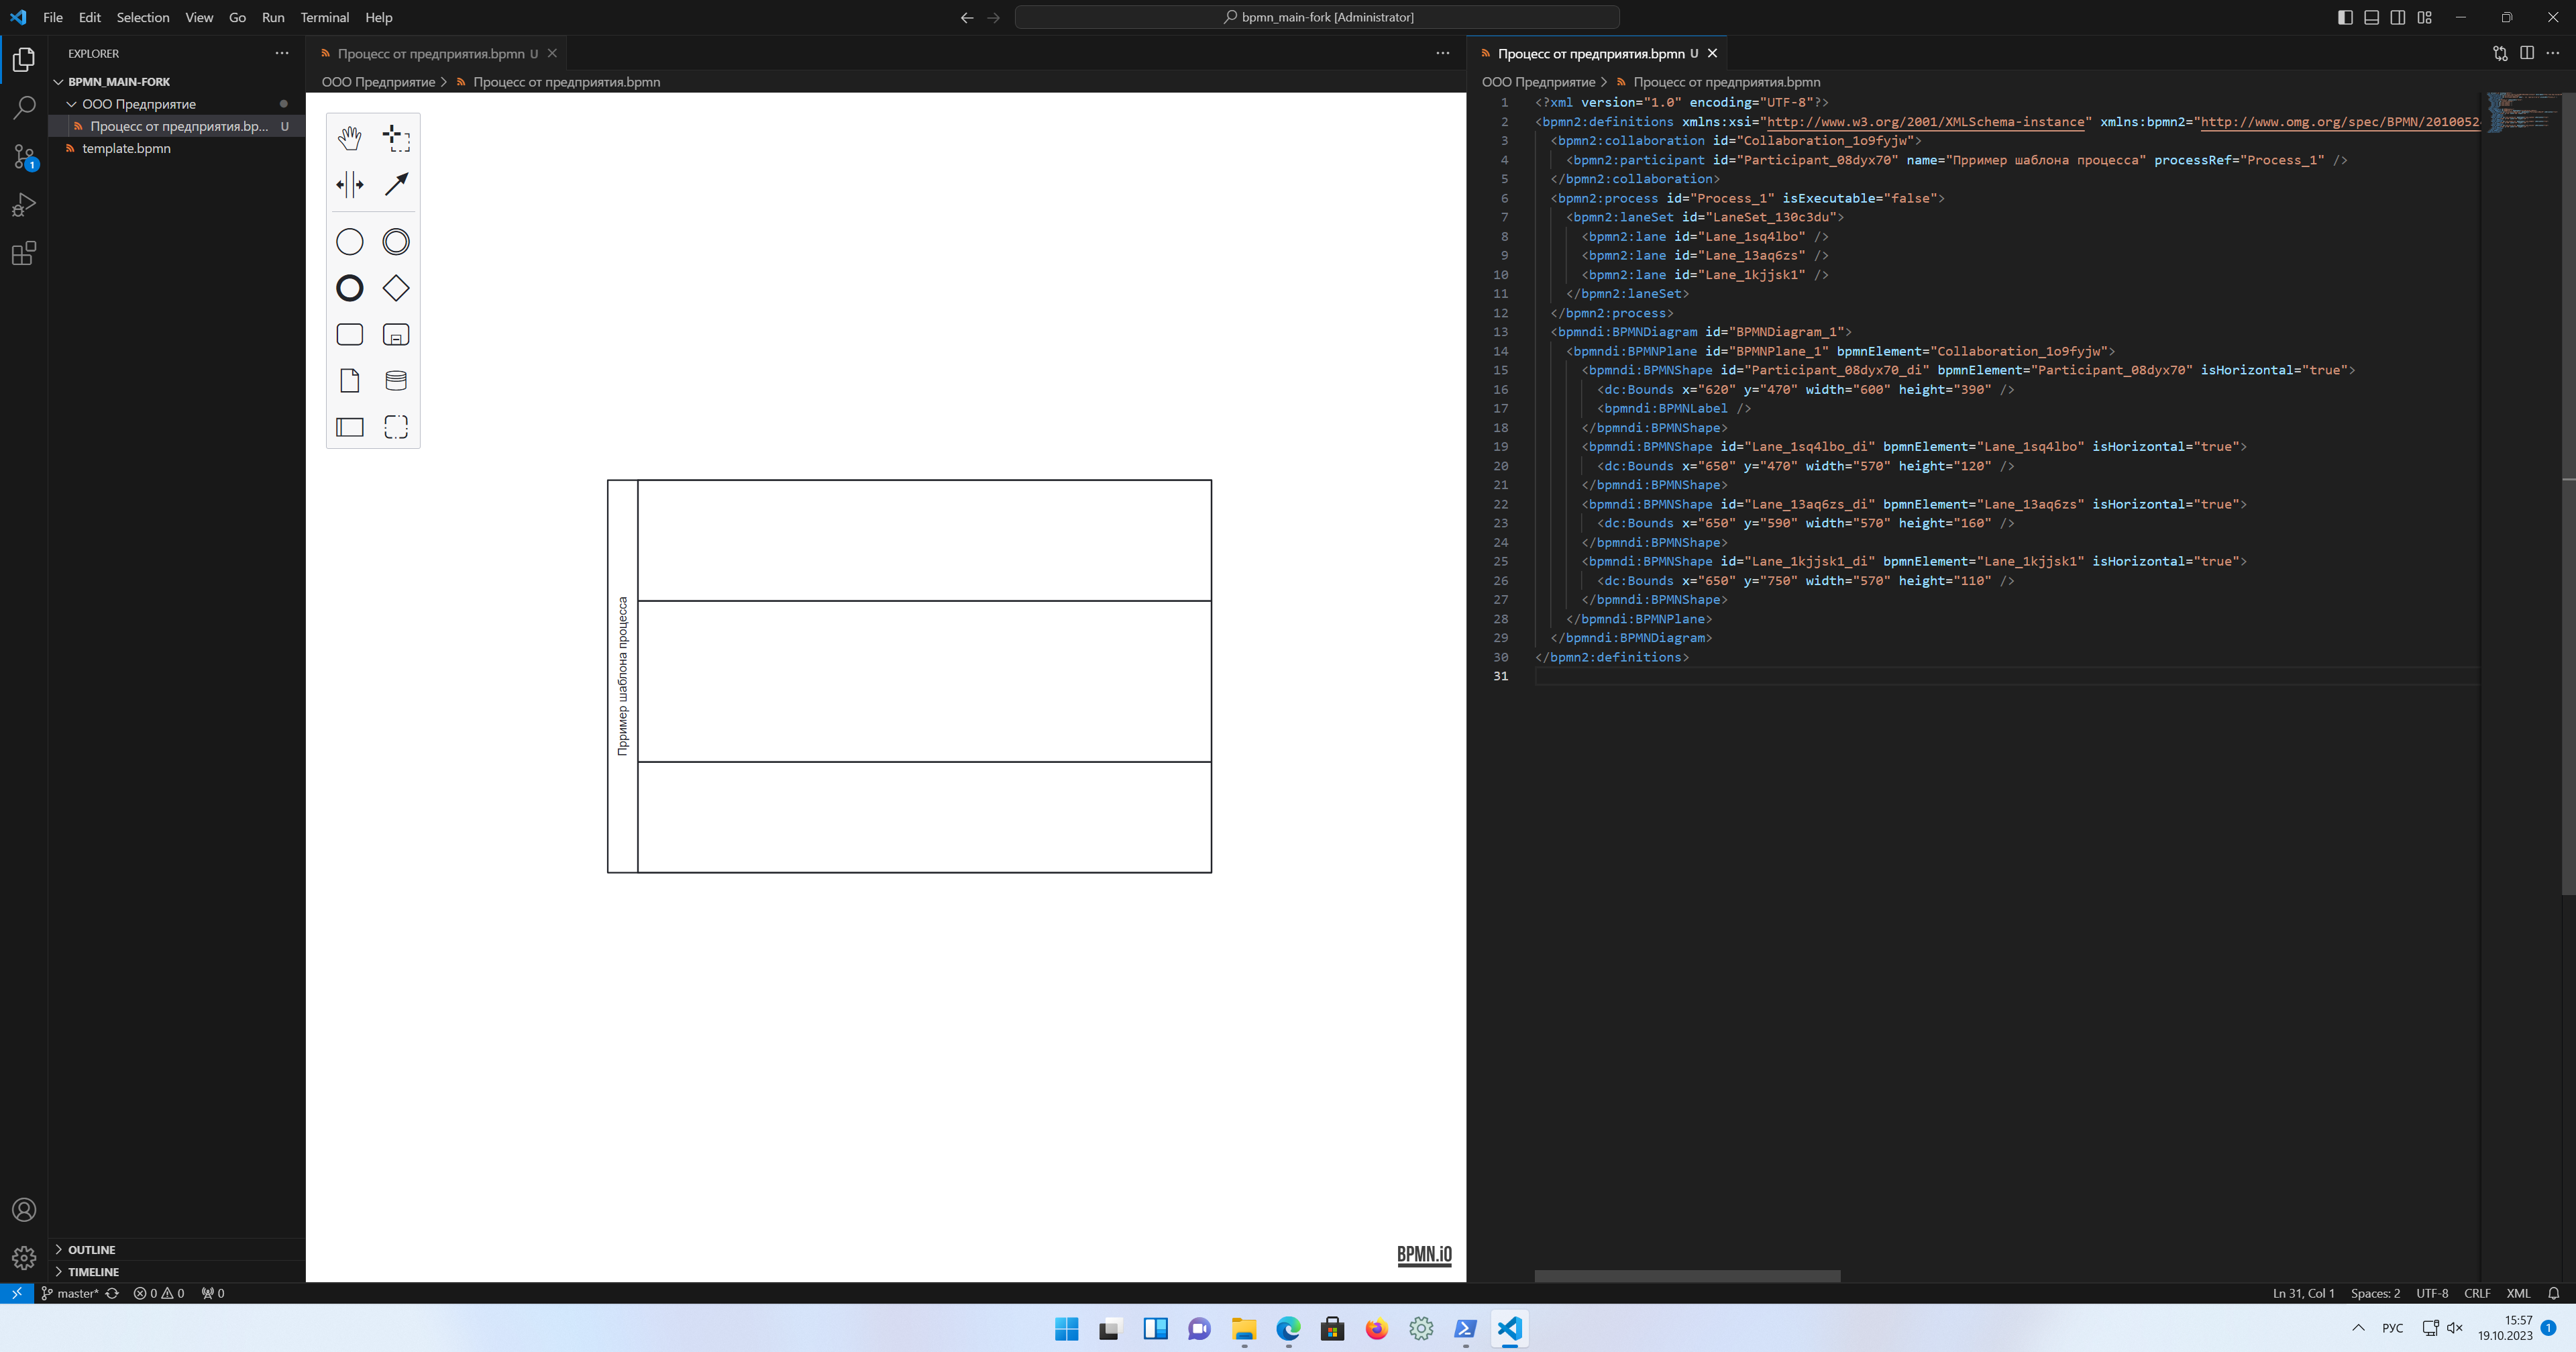 File Edit Selection View Go Run Terminal Help
bpmn_main-fork [Administrator]
EXPLORER
BPMN_MAIN-FORK
ООО Предприятие
Процесс от предприятия.bp... U
template.bpmn
OUTLINE
TIMELINE
Процесс от предприятия.bpmn U
ООО Предприятие > Процесс от предприятия.bpmn
Прример шаблона процесса
BPMN.iO
Процесс от предприятия.bpmn U
ООО Предприятие > Процесс от предприятия.bpmn
1 <?xml version="1.0" encoding="UTF-8"?>
2 <bpmn2:definitions xmlns:xsi="http://www.w3.org/2001/XMLSchema-instance" xmlns:bpmn2="http://www.omg.org/spec/BPMN/2010052
3 <bpmn2:collaboration id="Collaboration_1o9fyjw">
4 <bpmn2:participant id="Participant_08dyx70" name="Прример шаблона процесса" processRef="Process_1" />
5 </bpmn2:collaboration>
6 <bpmn2:process id="Process_1" isExecutable="false">
7 <bpmn2:laneSet id="LaneSet_130c3du">
8 <bpmn2:lane id="Lane_1sq4lbo" />
9 <bpmn2:lane id="Lane_13aq6zs" />
10 <bpmn2:lane id="Lane_1kjjsk1" />
11 </bpmn2:laneSet>
12 </bpmn2:process>
13 <bpmndi:BPMNDiagram id="BPMNDiagram_1">
14 <bpmndi:BPMNPlane id="BPMNPlane_1" bpmnElement="Collaboration_1o9fyjw">
15 <bpmndi:BPMNShape id="Participant_08dyx70_di" bpmnElement="Participant_08dyx70" isHorizontal="true">
16 <dc:Bounds x="620" y="470" width="600" height="390" />
17 <bpmndi:BPMNLabel />
18 </bpmndi:BPMNShape>
19 <bpmndi:BPMNShape id="Lane_1sq4lbo_di" bpmnElement="Lane_1sq4lbo" isHorizontal="true">
20 <dc:Bounds x="650" y="470" width="570" height="120" />
21 </bpmndi:BPMNShape>
22 <bpmndi:BPMNShape id="Lane_13aq6zs_di" bpmnElement="Lane_13aq6zs" isHorizontal="true">
23 <dc:Bounds x="650" y="590" width="570" height="160" />
24 </bpmndi:BPMNShape>
25 <bpmndi:BPMNShape id="Lane_1kjjsk1_di" bpmnElement="Lane_1kjjsk1" isHorizontal="true">
26 <dc:Bounds x="650" y="750" width="570" height="110" />
27 </bpmndi:BPMNShape>
28 </bpmndi:BPMNPlane>
29 </bpmndi:BPMNDiagram>
30 </bpmn2:definitions>
31
1
master* 0 0 0
Ln 31, Col 1 Spaces: 2 UTF-8 CRLF XML
РУС
15:57
19.10.2023 1